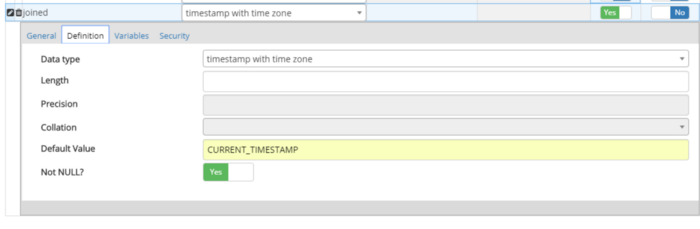 joined timestamp with time zone Yes No
General Definition Variables Security
Data type timestamp with time zone
Length
Precision
Collation
Default Value CURRENT_TIMESTAMP
Not NULL? Yes